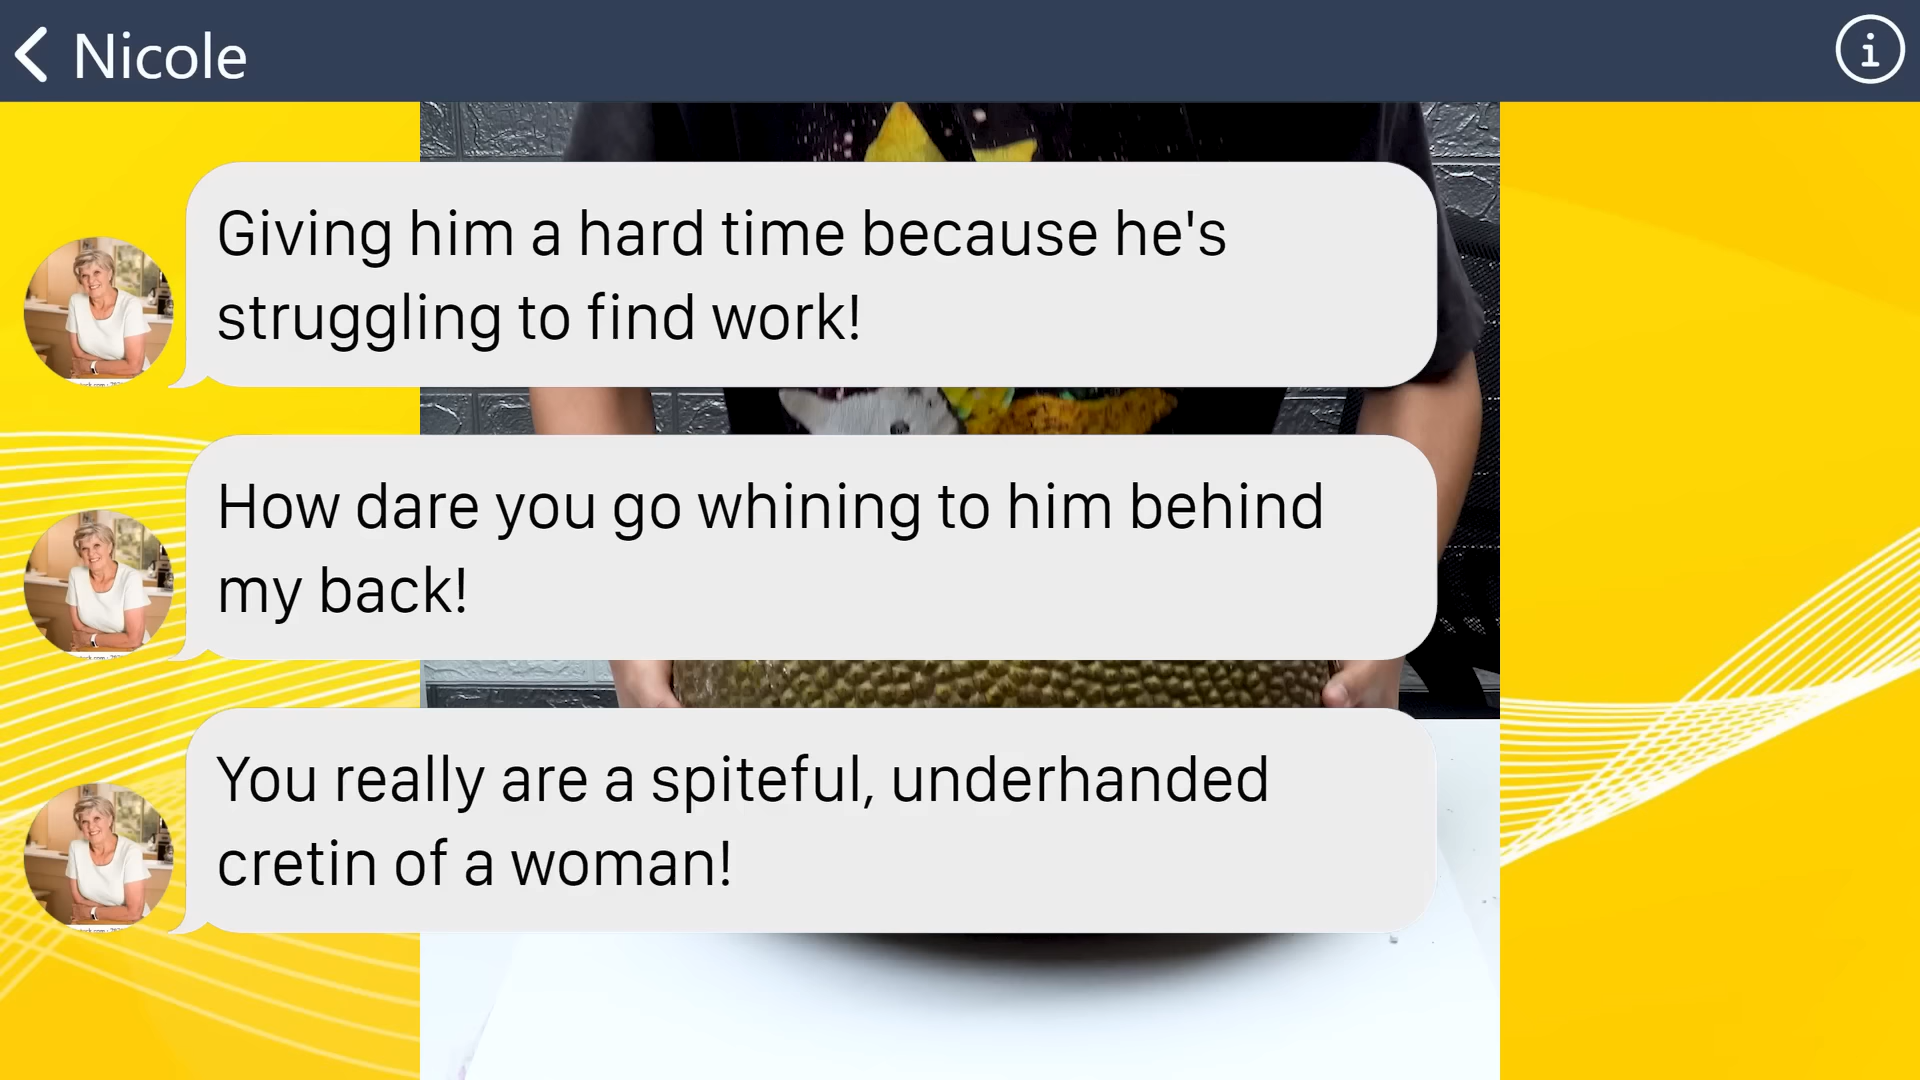 Nicole
Giving him a hard time because he's
struggling to find work!
How dare you go whining to him behind
my back!
You really are a spiteful, underhanded
cretin of a woman!